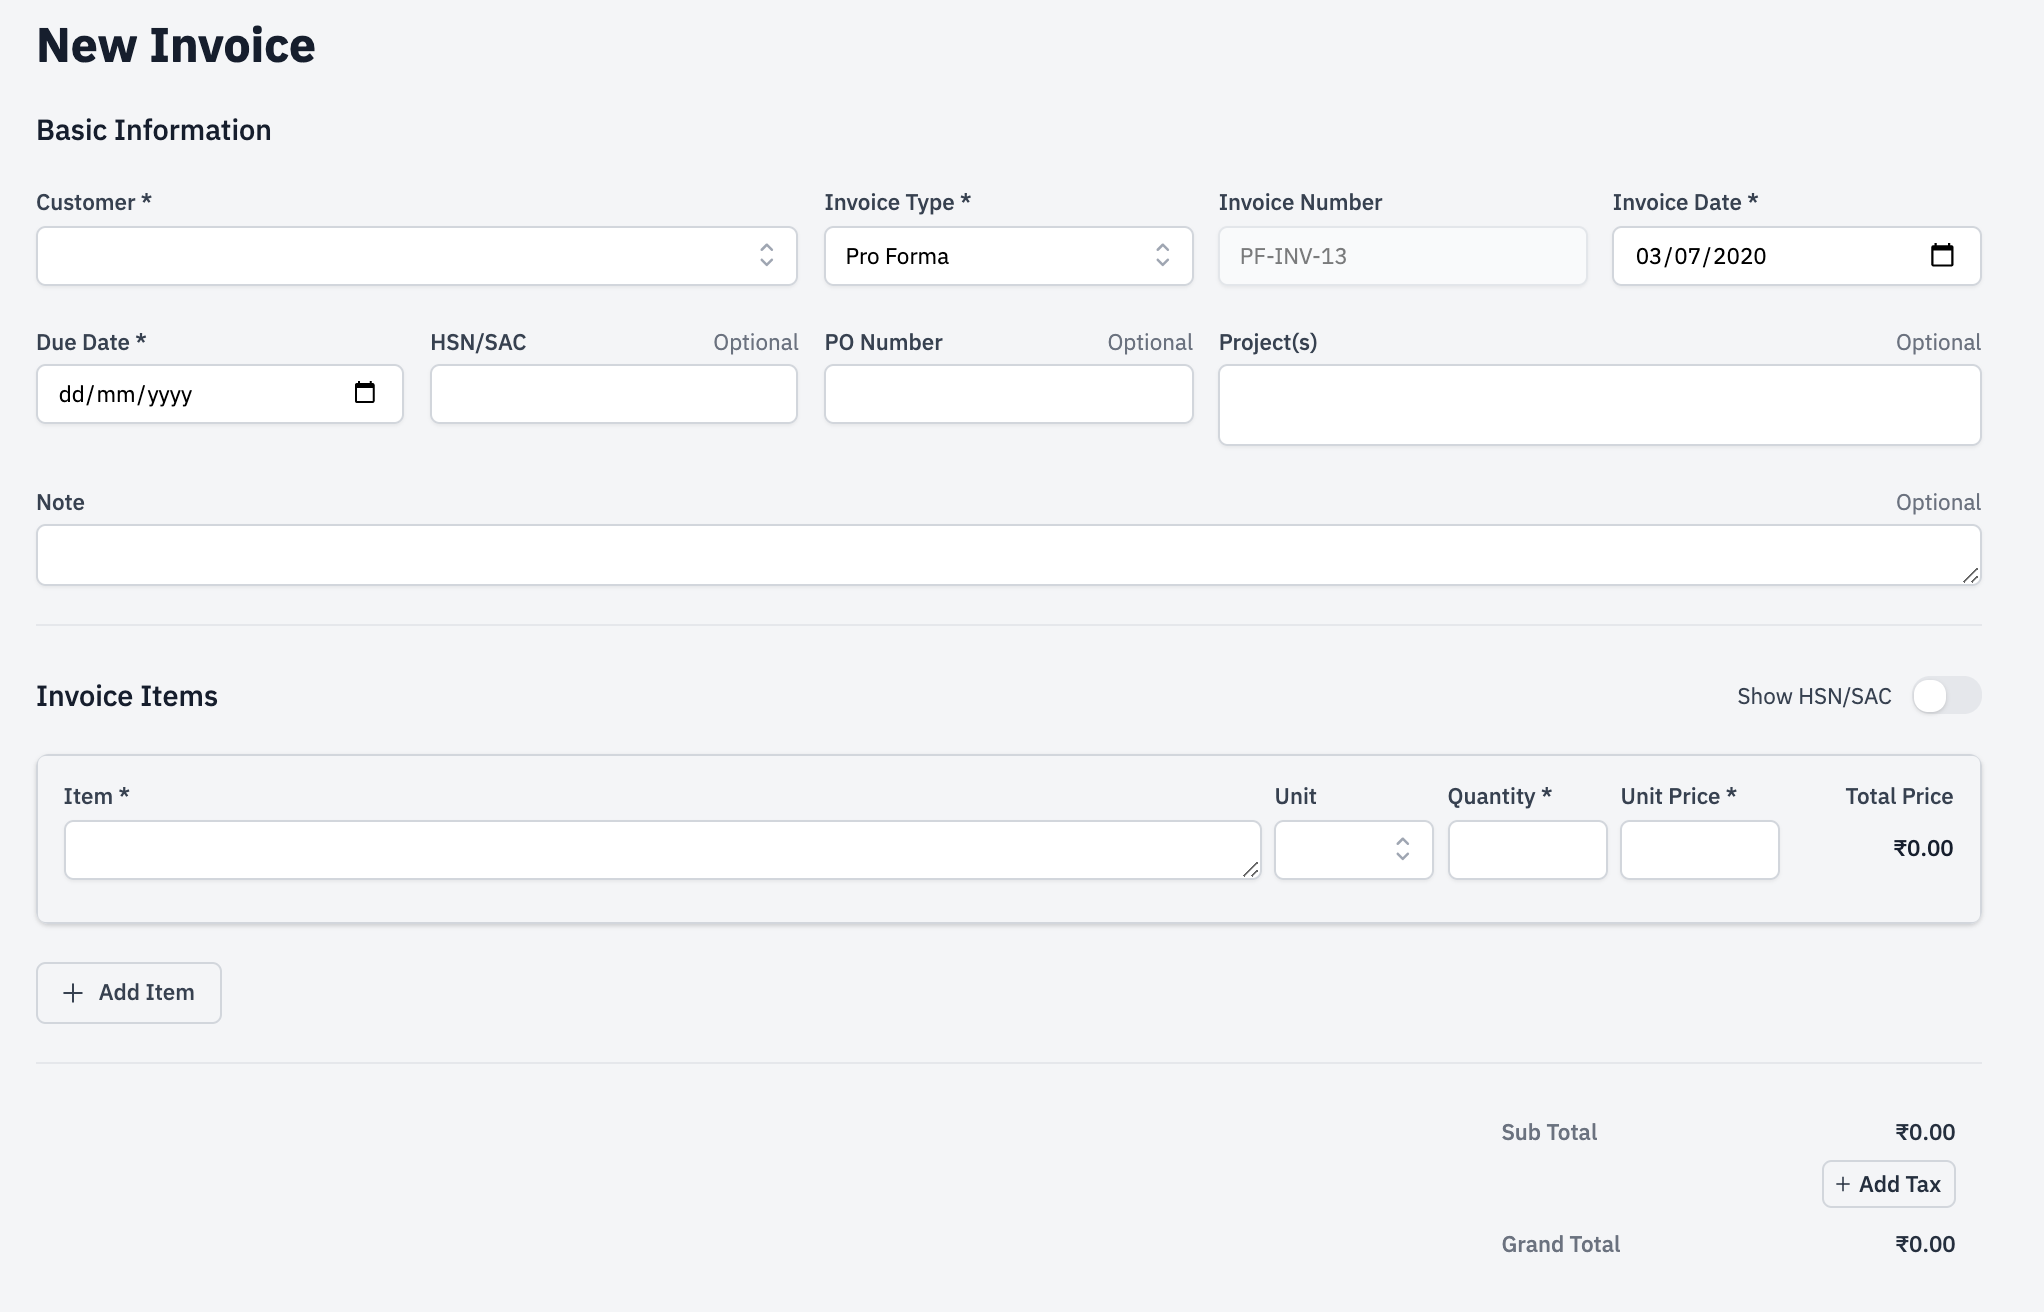 New Invoice
Basic Information
Customer * Invoice Type * Invoice Number Invoice Date *
Pro Forma PF-INV-13 03/07/2020
Due Date * HSN/SAC Optional PO Number Optional Project(s) Optional
dd/mm/yyyy
Note Optional
Invoice Items Show HSN/SAC
Item * Unit Quantity * Unit Price * Total Price
₹0.00
+ Add Item
Sub Total ₹0.00
+ Add Tax
Grand Total ₹0.00